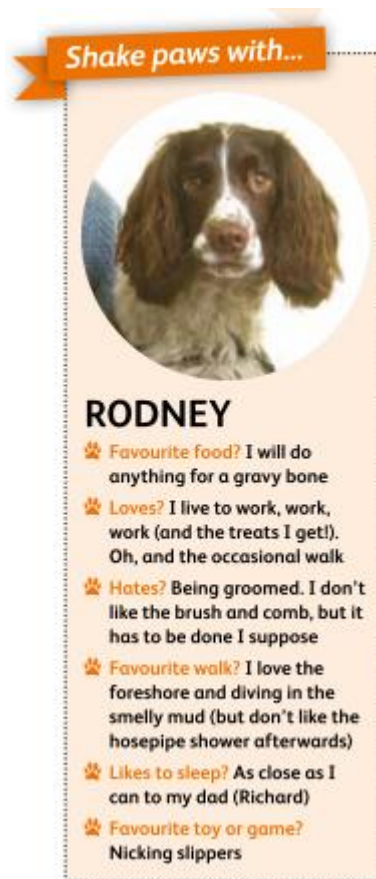 Shake paws with...
RODNEY
Favourite food? I will do
anything for a gravy bone
Loves? I live to work, work,
work (and the treats I get!).
Oh, and the occasional walk
Hates? Being groomed. I don't
like the brush and comb, but it
has to be done I suppose
Favourite walk? I love the
foreshore and diving in the
smelly mud (but don't like the
hosepipe shower afterwards)
Likes to sleep? As close as I
can to my dad (Richard)
Favourite toy or game?
Nicking slippers